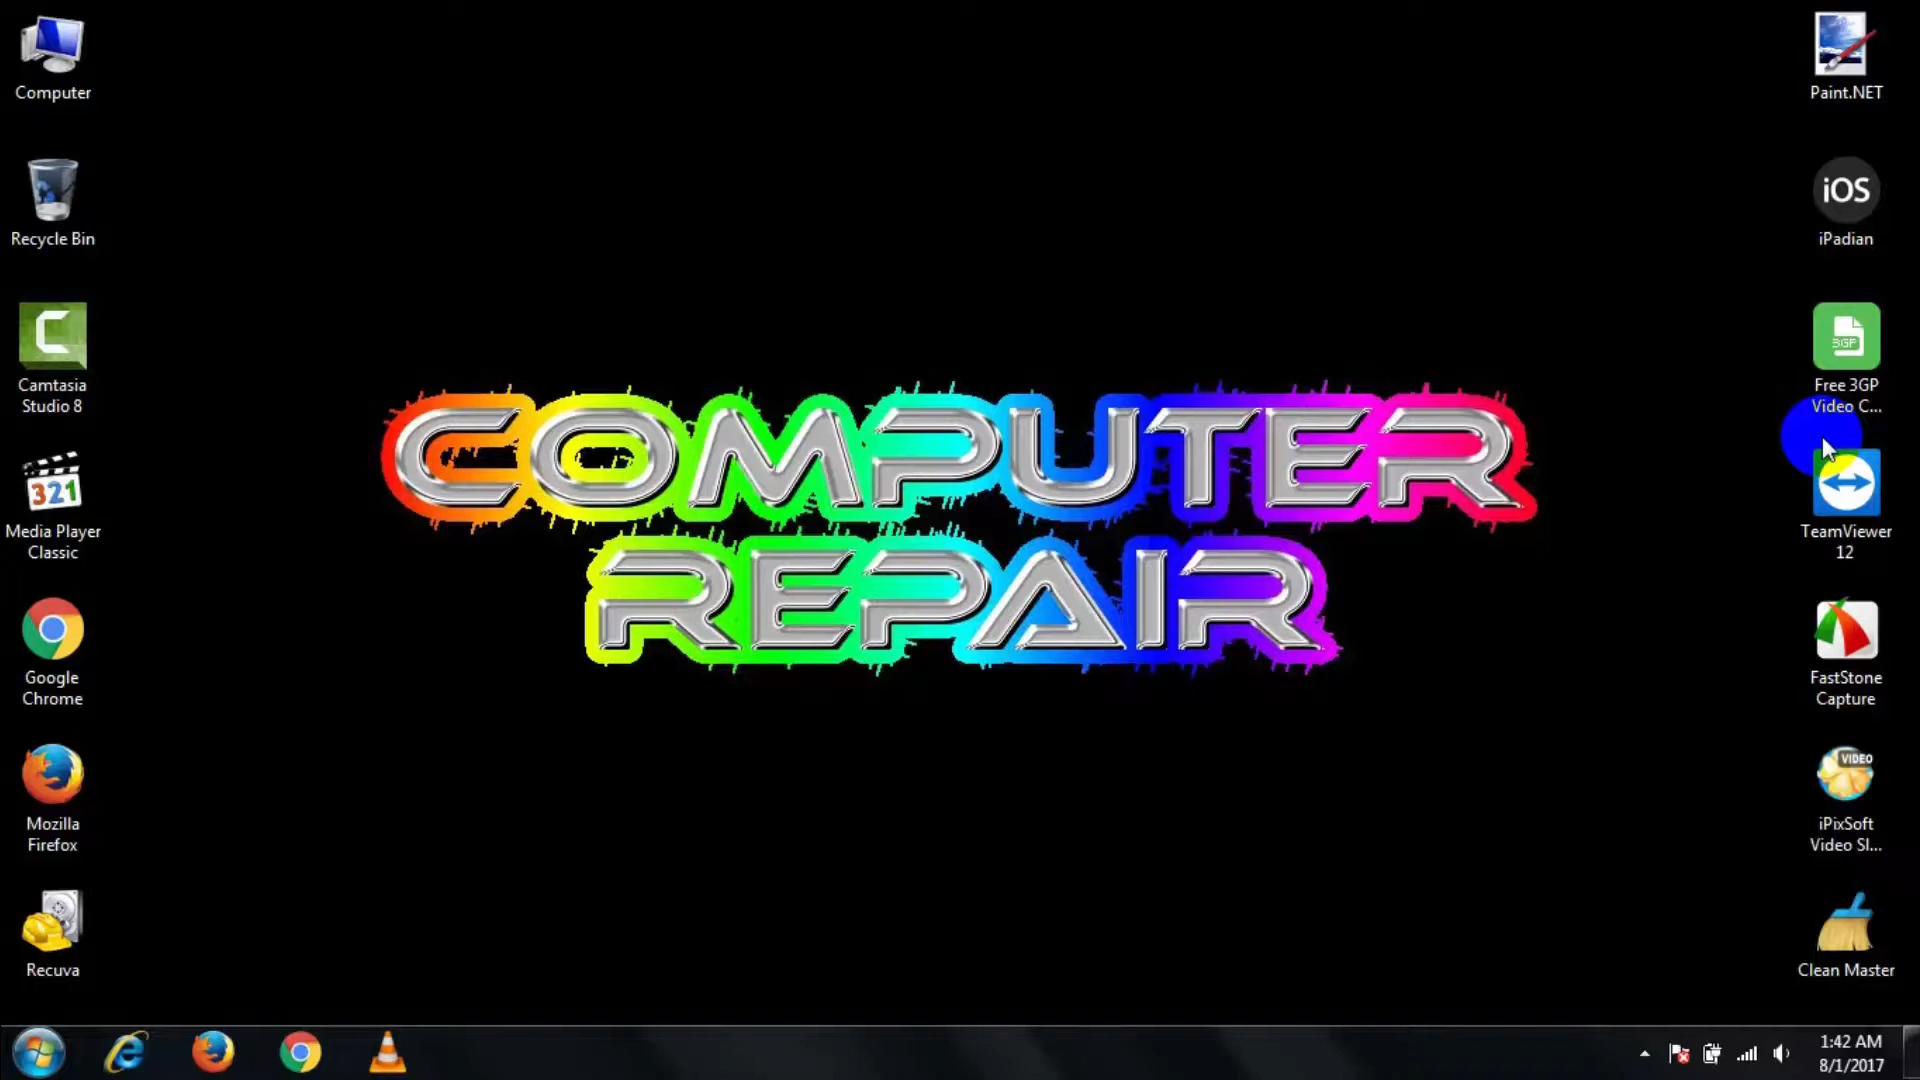 Computer
Recycle Bin
Camtasia
Studio 8
321
Media Player
Classic
Google
Chrome
Mozilla
Firefox
Recuva
COMPUTER
REPAIR
Paint.NET
iOS
iPadian
3GP
Free 3GP
Video C...
TeamViewer
12
FastStone
Capture
VIDEO
iPixSoft
Video Sl...
Clean Master
1:42 AM
8/1/2017